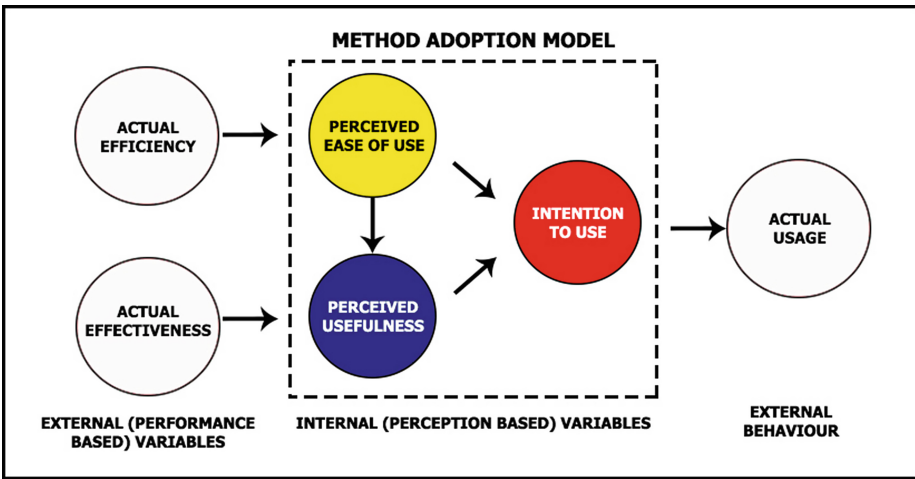 METHOD ADOPTION MODEL
ACTUAL
EFFICIENCY
PERCEIVED
EASE OF USE
INTENTION
TO USE
ACTUAL
USAGE
ACTUAL
EFFECTIVENESS
PERCEIVED
USEFULNESS
EXTERNAL (PERFORMANCE
BASED) VARIABLES
INTERNAL (PERCEPTION BASED) VARIABLES
EXTERNAL
BEHAVIOUR